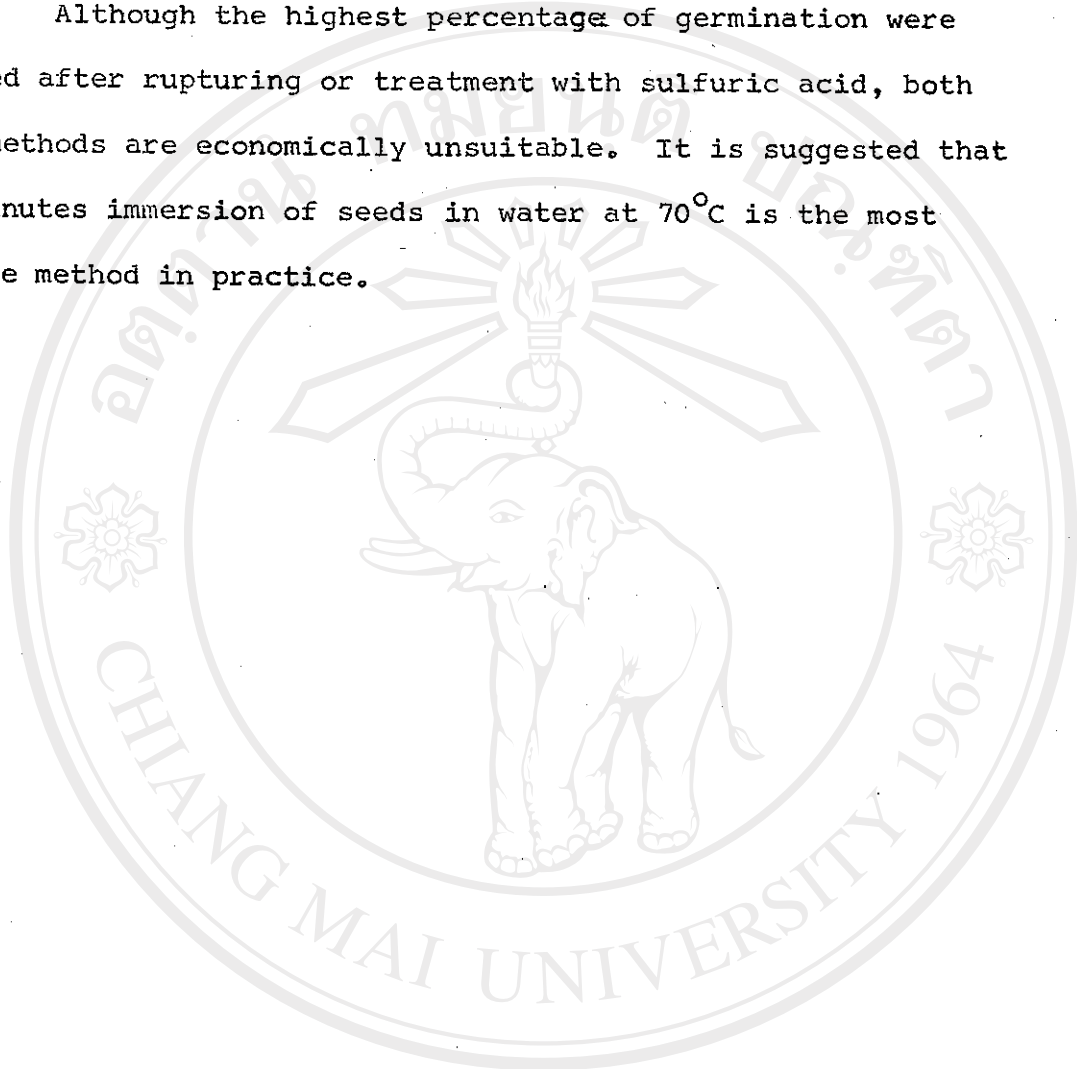 Although the highest percentage of germination were
ed after rupturing or treatment with sulfuric acid, both
methods are economically unsuitable. It is suggested that
nutes immersion of seeds in water at 70°C is the most
e method in practice.
CHIANG MAI UNIVERSITY 1964